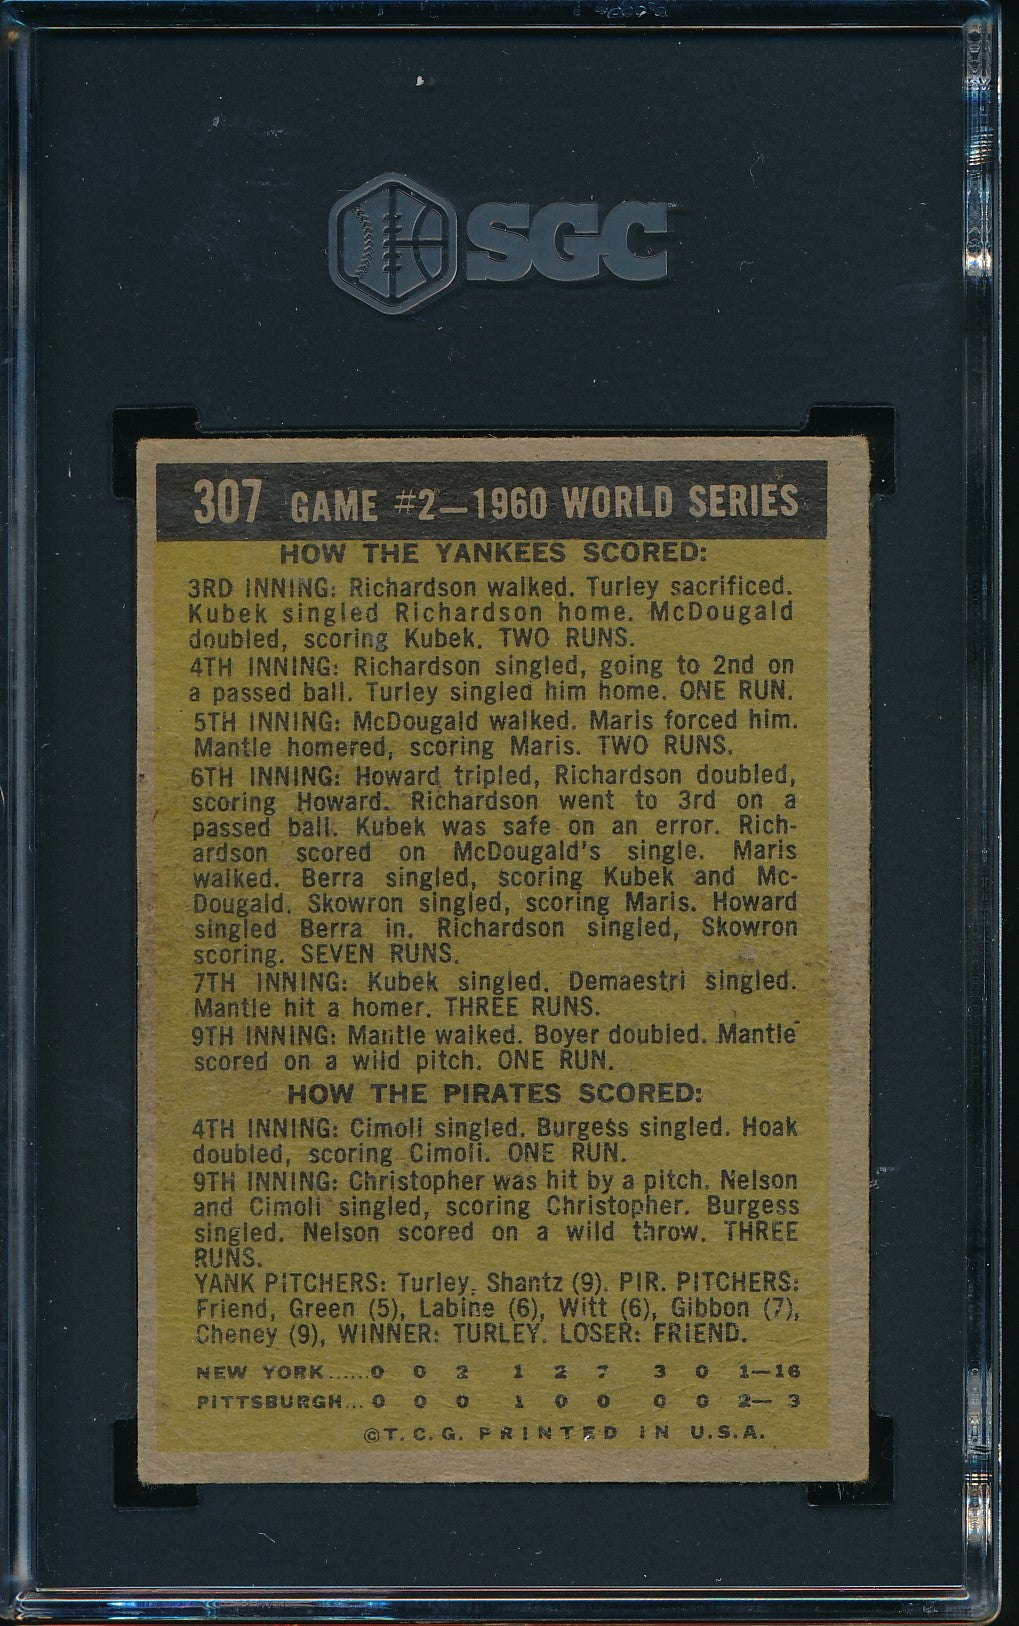 SGC
307 GAME #2—1960 WORLD SERIES
HOW THE YANKEES SCORED:
3RD INNING: Richardson walked. Turley sacrificed.
Kubek singled Richardson home. McDougald
doubled, scoring Kubek. TWO RUNS.
4TH INNING: Richardson singled, going to 2nd on
a passed ball. Turley singled him home. ONE RUN.
5TH INNING: McDougald walked. Maris forced him.
Mantle homered, scoring Maris. TWO RUNS.
6TH INNING: Howard tripled, Richardson doubled,
scoring Howard. Richardson went to 3rd on a
passed ball. Kubek was safe on an error. Rich-
ardson scored on McDougald's single. Maris
walked. Berra singled, scoring Kubek and Mc-
Dougald. Skowron singled, scoring Maris. Howard
singled Berra in. Richardson singled, Skowron
scoring. SEVEN RUNS.
7TH INNING: Kubek singled. Demaestri singled.
Mantle hit a homer. THREE RUNS.
9TH INNING: Mantle walked. Boyer doubled. Mantle
scored on a wild pitch. ONE RUN.
HOW THE PIRATES SCORED:
4TH INNING: Cimoli singled. Burgess singled. Hoak
doubled, scoring Cimoli. ONE RUN.
9TH INNING: Christopher was hit by a pitch. Nelson
and Cimoli singled, scoring Christopher. Burgess
singled. Nelson scored on a wild throw. THREE
RUNS.
YANK PITCHERS: Turley, Shantz (9). PIR. PITCHERS:
Friend, Green (5), Labine (6), Witt (6), Gibbon (7),
Cheney (9), WINNER: TURLEY. LOSER: FRIEND.
NEW YORK......0 0 2 1 2 7 3 0 1—16
PITTSBURGH...0 0 0 1 0 0 0 0 2— 3
©T.C.G. PRINTED IN U.S.A.